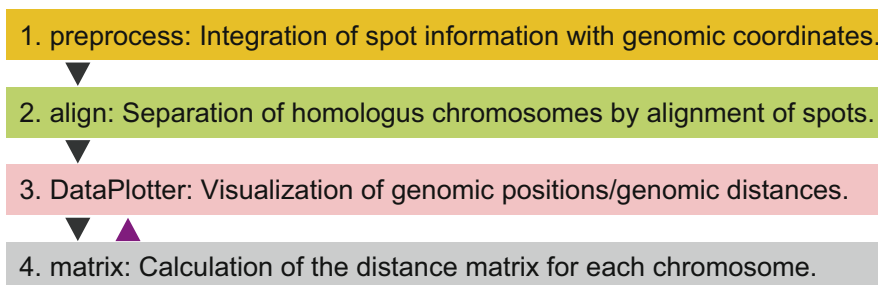 1. preprocess: Integration of spot information with genomic coordinates.
2. align: Separation of homologus chromosomes by alignment of spots.
3. DataPlotter: Visualization of genomic positions/genomic distances.
4. matrix: Calculation of the distance matrix for each chromosome.